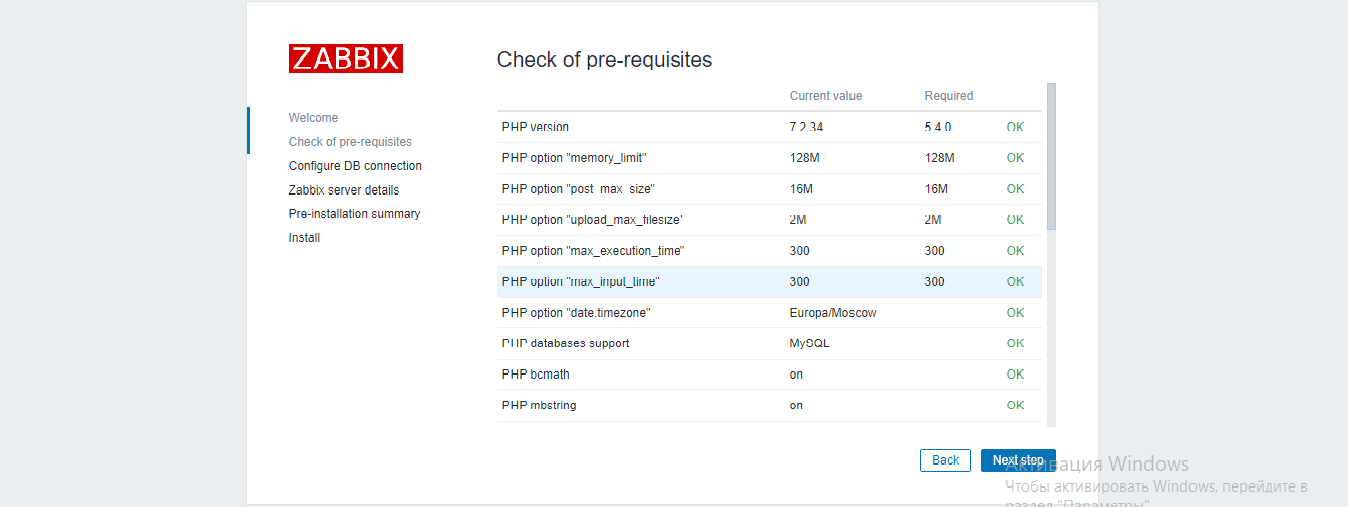 ZABBIX
Welcome
Check of pre-requisites
Configure DB connection
Zabbix server details
Pre-installation summary
Install
Check of pre-requisites
Current value Required
PHP version 7.2.34 5.4.0 OK
PHP option "memory_limit" 128M 128M OK
PHP option "post_max_size" 16M 16M OK
PHP option "upload_max_filesize" 2M 2M OK
PHP option "max_execution_time" 300 300 OK
PHP option "max_input_time" 300 300 OK
PHP option "date.timezone" Europa/Moscow OK
PHP databases support MySQL OK
PHP bcmath on OK
PHP mbstring on OK
Back Next step
Активация Windows
Чтобы активировать Windows, перейдите в
раздел "Параметры"